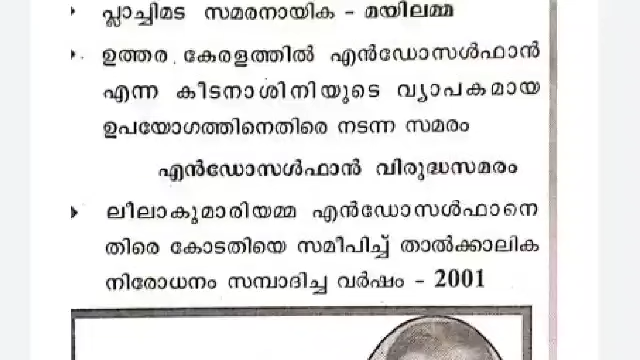 പ്ലാച്ചിമട സമരനായിക - മയിലമ്മ
ഉത്തര കേരളത്തിൽ എൻഡോസൾഫാൻ
എന്ന കീടനാശിനിയുടെ വ്യാപകമായ
ഉപയോഗത്തിനെതിരെ നടന്ന സമരം
എൻഡോസൾഫാൻ വിരുദ്ധസമരം
ലീലാകുമാരിയമ്മ എൻഡോസൾഫാനെ
തിരെ കോടതിയെ സമീപിച്ച് താൽക്കാലിക
നിരോധനം സമ്പാദിച്ച വർഷം - 2001